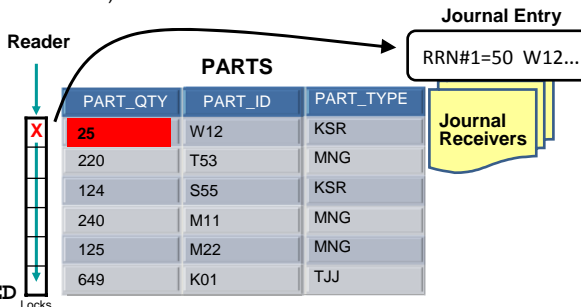 Journal Entry
Reader
RRN#1=50 W12...
PARTS
PART_QTY PART_ID PART_TYPE
X 25 W12 KSR
Journal
Receivers
220 T53 MNG
124 S55 KSR
240 M11 MNG
125 M22 MNG
649 K01 TJJ
Locks